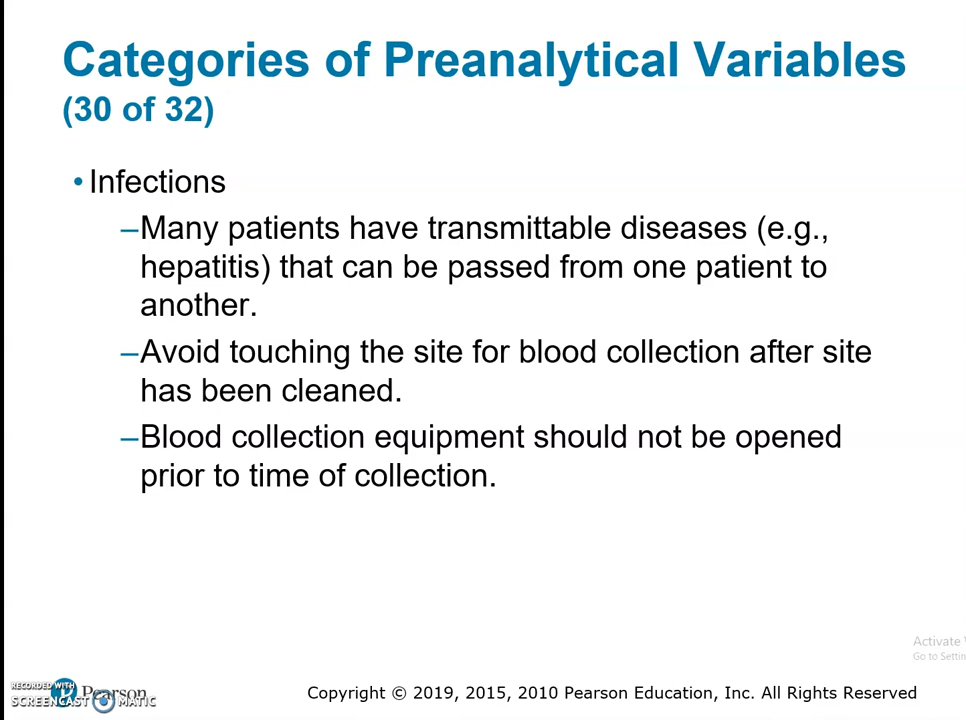 Categories of Preanalytical Variables
(30 of 32)
• Infections
–Many patients have transmittable diseases (e.g.,
hepatitis) that can be passed from one patient to
another.
–Avoid touching the site for blood collection after site
has been cleaned.
–Blood collection equipment should not be opened
prior to time of collection.
Activate
Go to Settin
RECORDED WITH
Pearson
SCREENCAST MATIC
Copyright © 2019, 2015, 2010 Pearson Education, Inc. All Rights Reserved